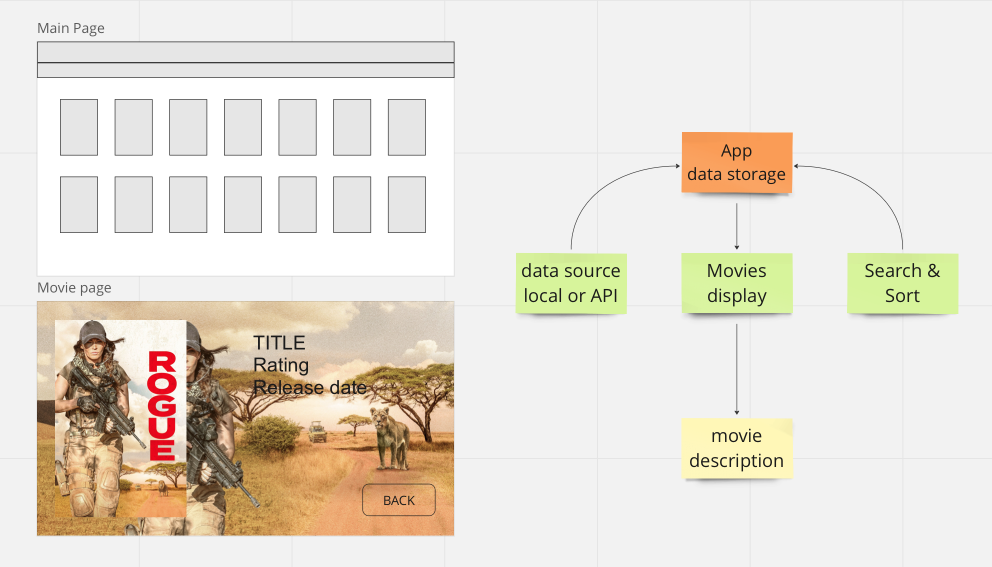 Main Page
Movie page
ROGUE
TITLE
Rating
Release date
BACK
App
data storage
data source
local or API
Movies
display
Search &
Sort
movie
description